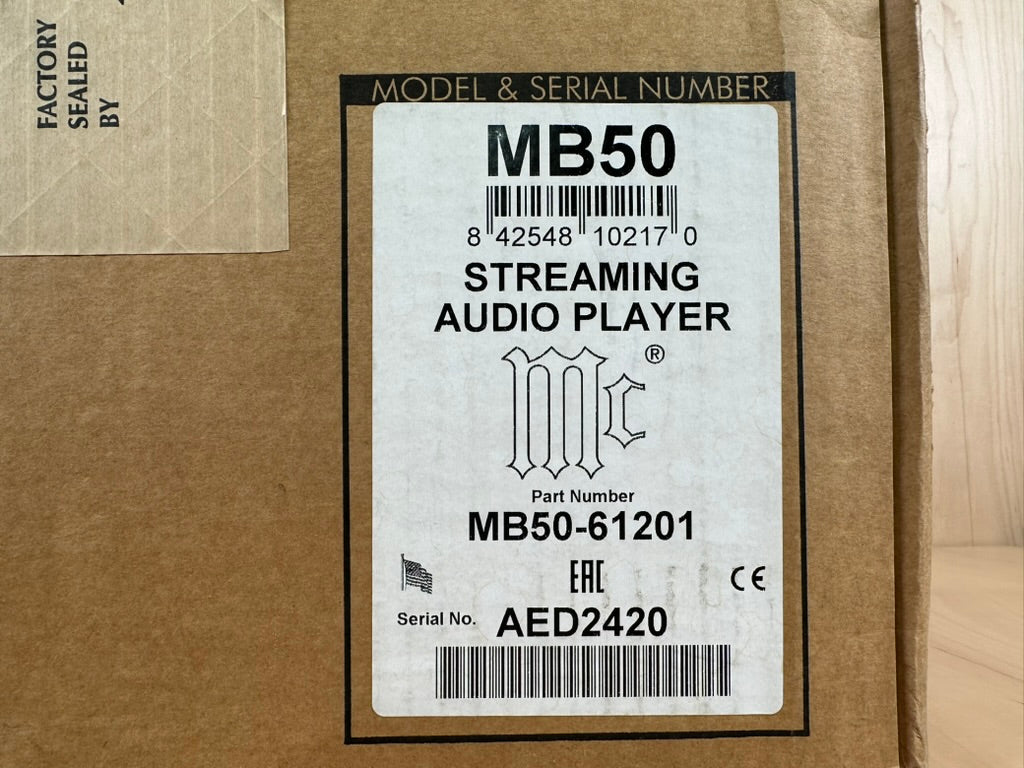 FACTORY
SEALED
BY
MODEL & SERIAL NUMBER
MB50
8 42548 10217 0
STREAMING
AUDIO PLAYER
Mc ®
Part Number
MB50-61201
EAC CE
Serial No. AED2420